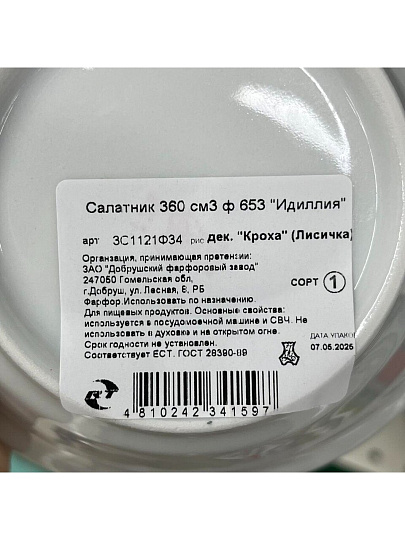 Салатник 360 см3 ф 653 "Идиллия"
арт 3С1121Ф34 рис дек. "Кроха" (Лисичка)
Органзация, принимающая претензии:
ЗАО "Добрушский фарфоровый завод"
247050 Гомельская обл,
г.Добруш, ул. Лесная, 8, РБ
Фарфор.Использовать по назначению.
Для пищевых продуктов. Основные свойства:
используется в посудомоечной машине и СВЧ. Не
использовать в духовке и на открытом огне.
Срок годности не установлен.
Соответствует ЕСТ. ГОСТ 28390-89
СОРТ 1
ДАТА УПАКОВ
07.05.2025
4 810242 341597